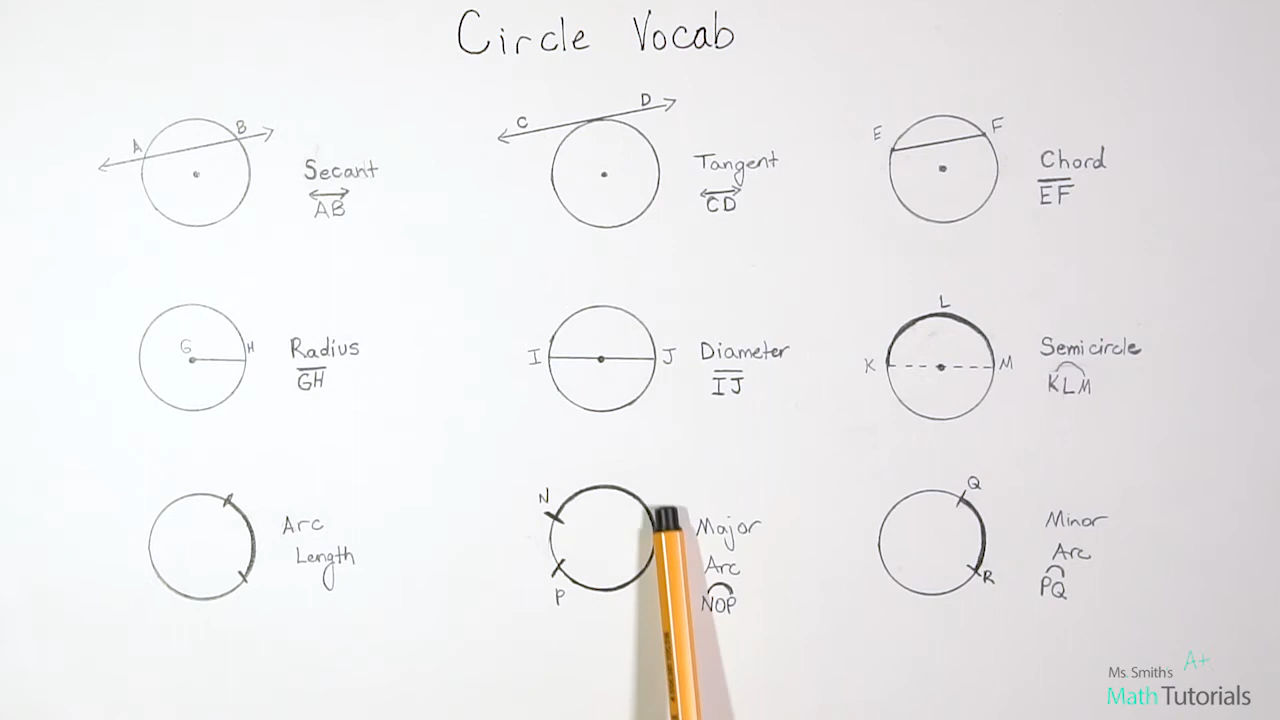 Circle Vocab
A
B
Secant
AB
C
D
Tangent
CD
E
F
Chord
EF
G
H
Radius
GH
I
J
Diameter
IJ
L
K
M
Semicircle
KLM
Arc
Length
N
P
Major
Arc
NOP
Q
R
Minor
Arc
PQ
Ms. Smith's A+
Math Tutorials